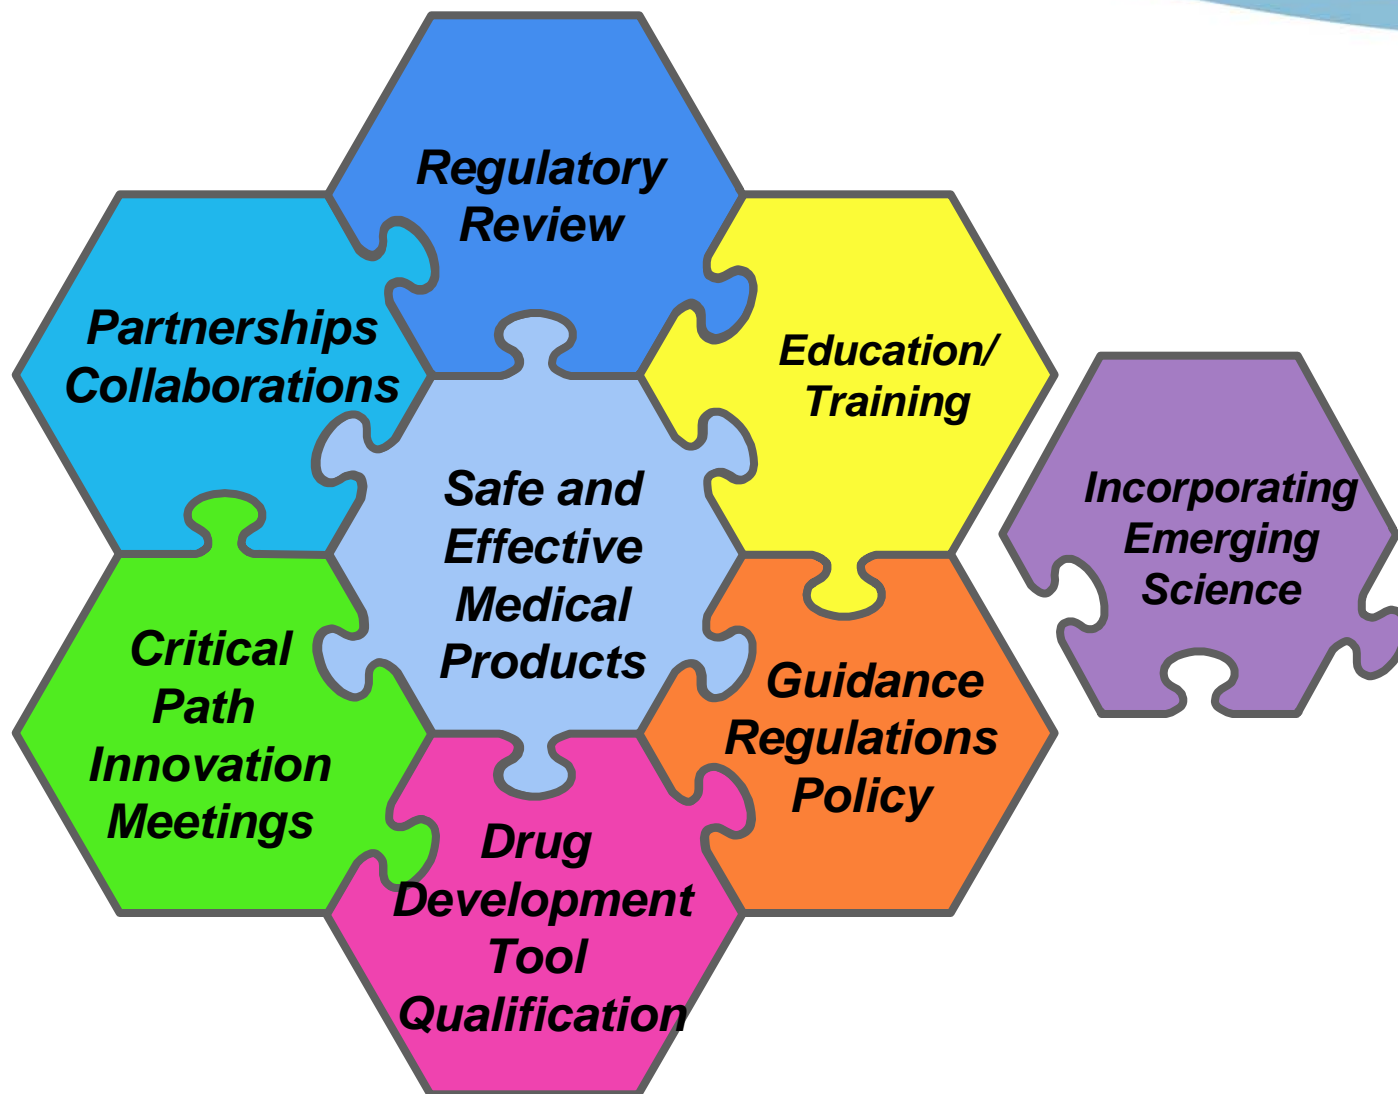 Regulatory
Review
Partnerships
Collaborations
Education/
Training
Safe and
Effective
Medical
Products
Incorporating
Emerging
Science
Critical
Path
Innovation
Meetings
Guidance
Regulations
Policy
Drug
Development
Tool
Qualification